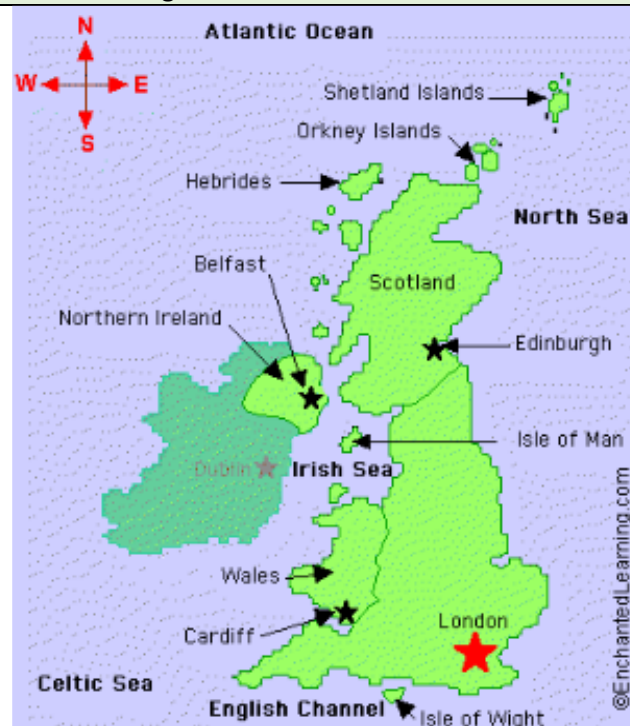 N
Atlantic Ocean
W E
S
Shetland Islands
Orkney Islands
Hebrides
North Sea
Belfast
Scotland
Northern Ireland
Edinburgh
Isle of Man
Dublin
Irish Sea
Wales
London
Cardiff
Celtic Sea
English Channel
Isle of Wight
©EnchantedLearning.com